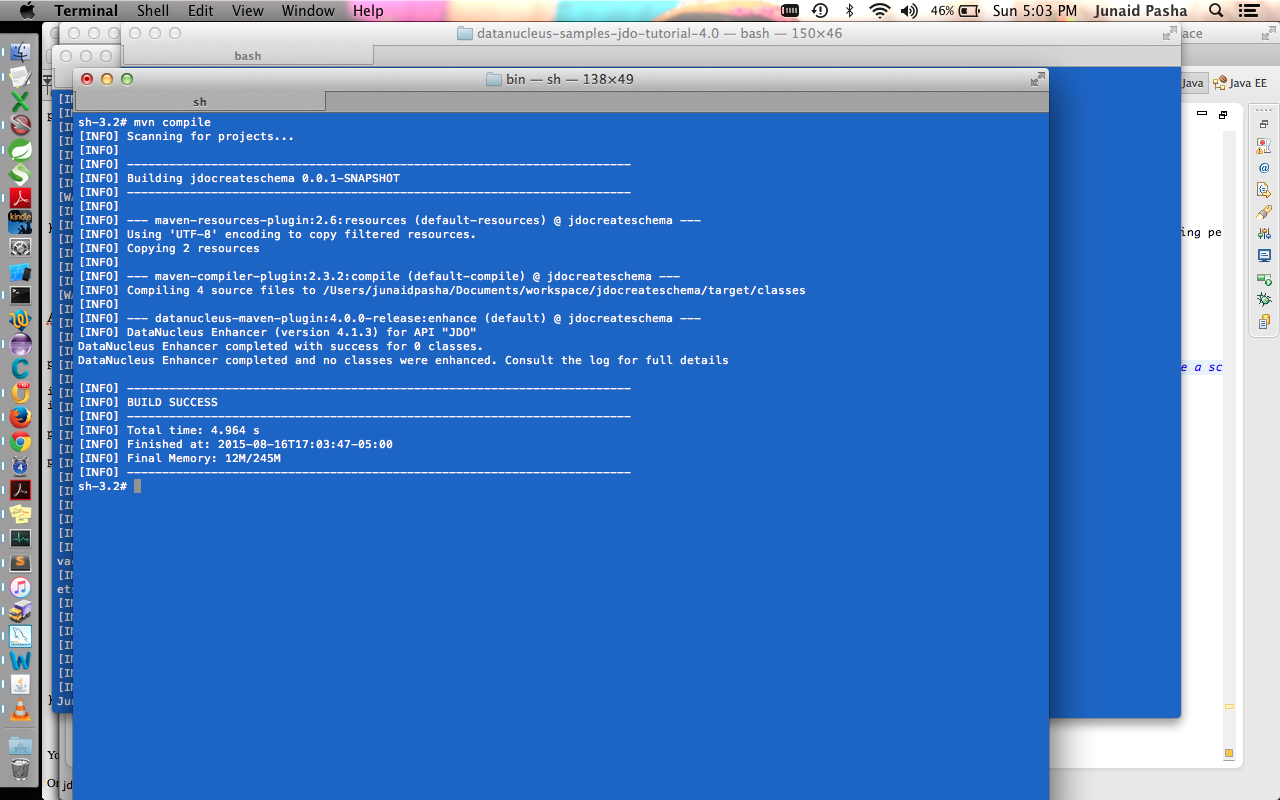 Terminal Shell Edit View Window Help 46% Sun 5:03 PM Junaid Pasha
datanucleus-samples-jdo-tutorial-4.0 — bash — 150×46
bash
bin — sh — 138×49
sh
Java Java EE
sh-3.2# mvn compile
[INFO] Scanning for projects...
[INFO]
[INFO] ------------------------------------------------------------------------
[INFO] Building jdocreateschema 0.0.1-SNAPSHOT
[INFO] ------------------------------------------------------------------------
[INFO]
[INFO] --- maven-resources-plugin:2.6:resources (default-resources) @ jdocreateschema ---
[INFO] Using 'UTF-8' encoding to copy filtered resources.
[INFO] Copying 2 resources
[INFO]
[INFO] --- maven-compiler-plugin:2.3.2:compile (default-compile) @ jdocreateschema ---
[INFO] Compiling 4 source files to /Users/junaidpasha/Documents/workspace/jdocreateschema/target/classes
[INFO]
[INFO] --- datanucleus-maven-plugin:4.0.0-release:enhance (default) @ jdocreateschema ---
[INFO] DataNucleus Enhancer (version 4.1.3) for API "JDO"
DataNucleus Enhancer completed with success for 0 classes.
DataNucleus Enhancer completed and no classes were enhanced. Consult the log for full details
[INFO] ------------------------------------------------------------------------
[INFO] BUILD SUCCESS
[INFO] ------------------------------------------------------------------------
[INFO] Total time: 4.964 s
[INFO] Finished at: 2015-08-16T17:03:47-05:00
[INFO] Final Memory: 12M/245M
[INFO] ------------------------------------------------------------------------
sh-3.2#
ing pe
e a sc
kindle